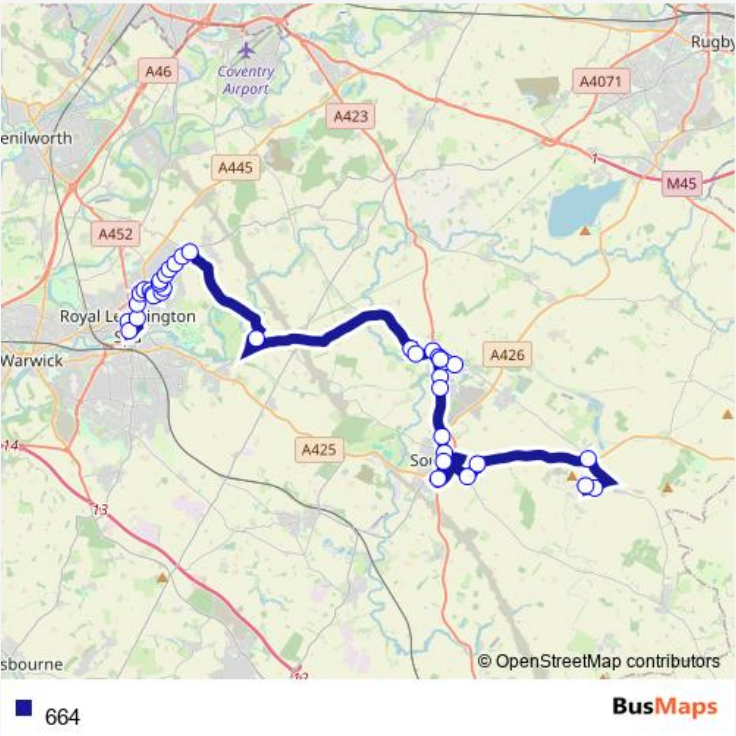 Rugby
A46
Coventry
Airport
A4071
A423
enilworth
1
A445
M45
A452
Royal Le ington
S
Warwick
A426
14
A425
Sou
13
sbourne
12
© OpenStreetMap contributors
664
BusMaps